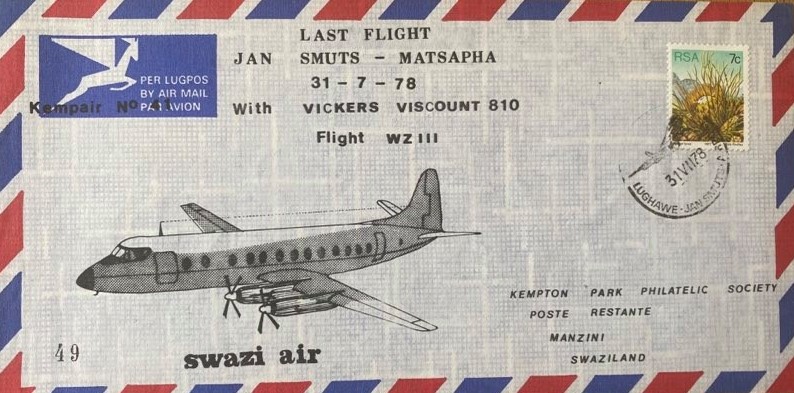 LAST FLIGHT
JAN SMUTS - MATSAPHA
31 - 7 - 78
With VICKERS VISCOUNT 810
Flight WZ III
PER LUGPOS
BY AIR MAIL
PAR AVION
Kempair No 41
RSA 7c
31 VII 78
LUGHAWE-JAN SMUTS-
KEMPTON PARK PHILATELIC SOCIETY
POSTE RESTANTE
MANZINI
SWAZILAND
49
swazi air